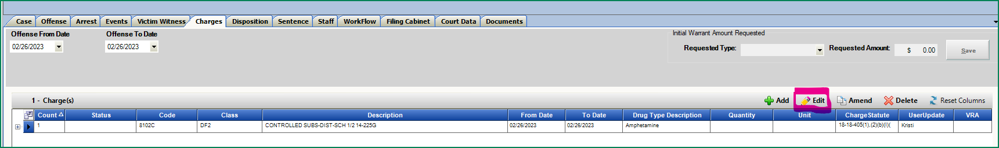 Case Offense Arrest Events Victim Witness Charges Disposition Sentence Staff WorkFlow Filing Cabinet Court Data Documents
Offense From Date Offense To Date Initial Warrant Amount Requested
02/26/2023 02/26/2023 Requested Type: Requested Amount: $ 0.00 Save
1 - Charge(s) Add Edit Amend Delete Reset Columns
Count Status Code Class Description From Date To Date Drug Type Description Quantity Unit ChargeStatute UserUpdate VRA
1 8102C DF2 CONTROLLED SUBS-DIST-SCH 1/2 14-225G 02/26/2023 02/26/2023 Amphetamine 18-18-405(1),(2)(b)(I)( Kristi